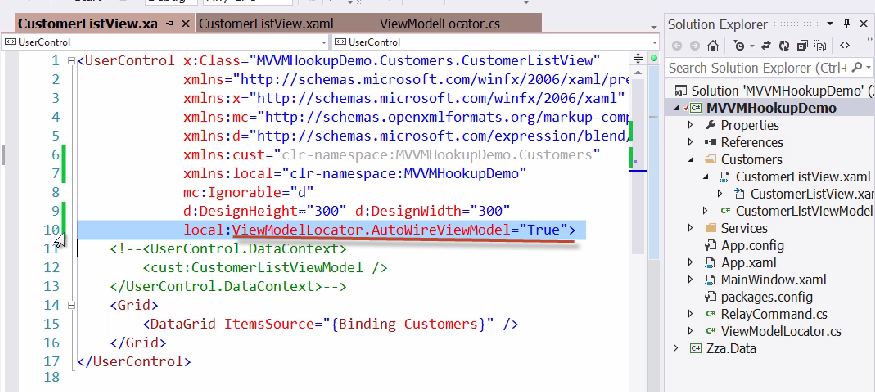 CustomerListView.xa
CustomerListView.xaml
ViewModelLocator.cs
UserControl
UserControl
1 <UserControl x:Class="MVVMHookupDemo.Customers.CustomerListView"
2 xmlns="http://schemas.microsoft.com/winfx/2006/xaml/pre
3 xmlns:x="http://schemas.microsoft.com/winfx/2006/xaml"
4 xmlns:mc="http://schemas.openxmlformats.org/markup-comp
5 xmlns:d="http://schemas.microsoft.com/expression/blend/
6 xmlns:cust="clr-namespace:MVVMHookupDemo.Customers"
7 xmlns:local="clr-namespace:MVVMHookupDemo"
8 mc:Ignorable="d"
9 d:DesignHeight="300" d:DesignWidth="300"
10 local:ViewModelLocator.AutoWireViewModel="True">
11 <!--<UserControl.DataContext>
12 <cust:CustomerListViewModel />
13 </UserControl.DataContext>-->
14 <Grid>
15 <DataGrid ItemsSource="{Binding Customers}" />
16 </Grid>
17 </UserControl>
18
Solution Explorer
Search Solution Explorer (Ctrl+
Solution 'MVVMHookupDemo' (2
MVVMHookupDemo
Properties
References
Customers
CustomerListView.xaml
CustomerListView.xar
CustomerListViewModel
Services
App.config
App.xaml
MainWindow.xaml
packages.config
RelayCommand.cs
ViewModelLocator.cs
Zza.Data